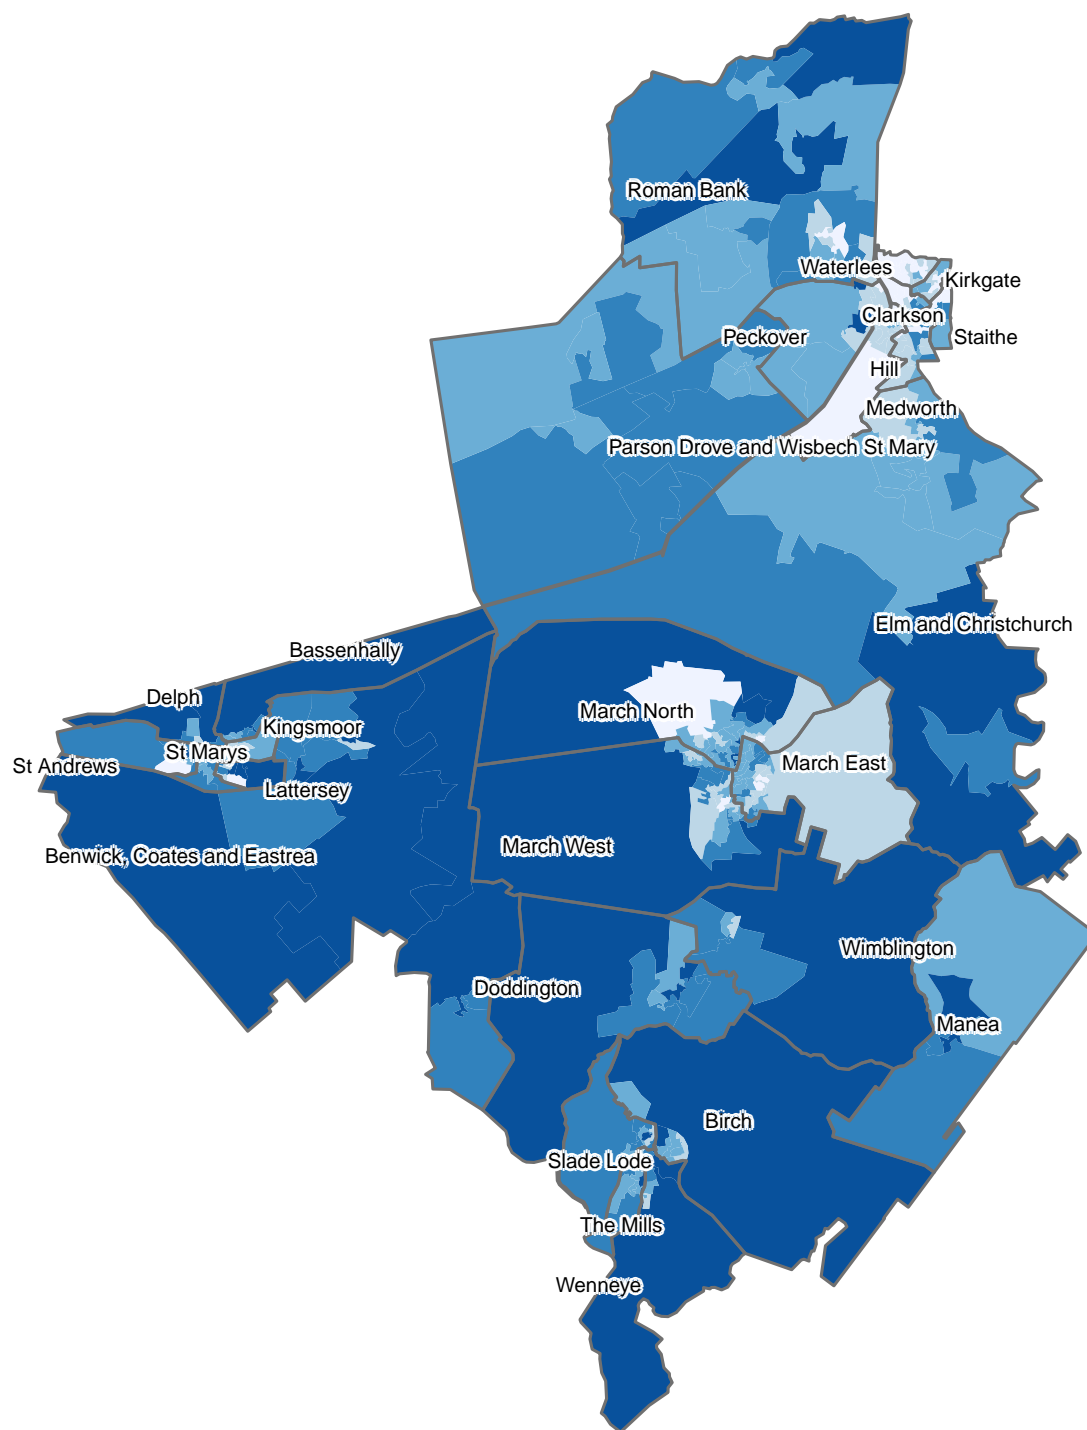 Roman Bank
Waterlees
Kirkgate
Clarkson
Peckover
Staithe
Hill
Medworth
Parson Drove and Wisbech St Mary
Elm and Christchurch
Bassenhally
Delph
March North
Kingsmoor
St Marys
St Andrews
March East
Lattersey
March West
Benwick, Coates and Eastrea
Wimblington
Doddington
Manea
Birch
Slade Lode
The Mills
Wenneye